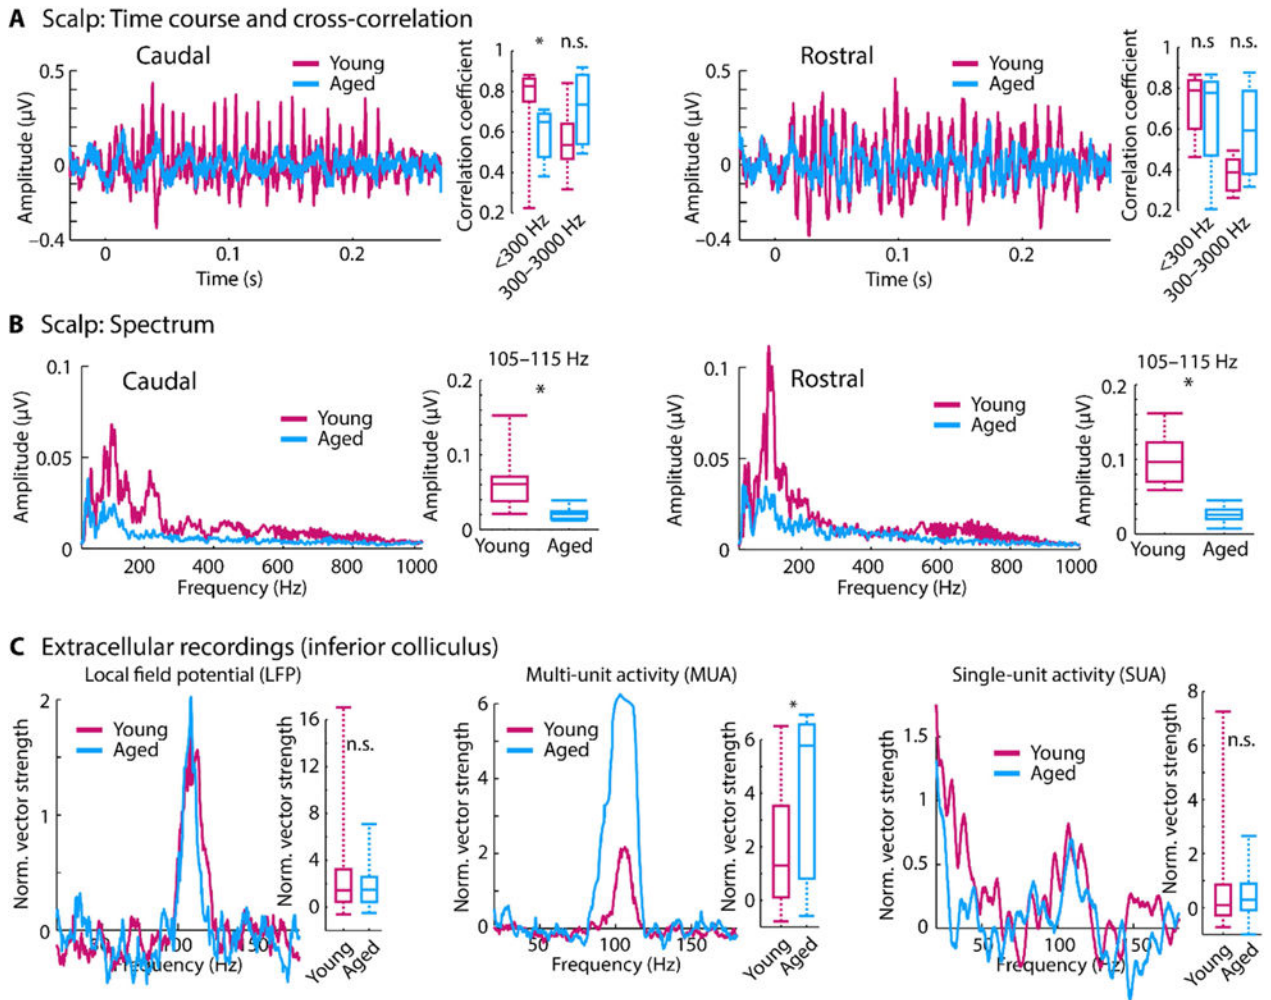 A Scalp: Time course and cross-correlation
Caudal
Young
Aged
Amplitude (µV)
0.5
0
−0.4
0 0.1 0.2
Time (s)
Correlation coefficient
1
0.8
0.6
0.4
0.2
* n.s.
<300 Hz
300–3000 Hz
Rostral
Young
Aged
Amplitude (µV)
0.5
0
−0.4
0 0.1 0.2
Time (s)
Correlation coefficient
1
0.8
0.6
0.4
0.2
n.s n.s.
<300 Hz
300–3000 Hz
B Scalp: Spectrum
Caudal
Young
Aged
Amplitude (µV)
0.1
0.05
0
200 400 600 800 1000
Frequency (Hz)
105–115 Hz
*
Amplitude (µV)
0.2
0.1
0
Young Aged
Rostral
Young
Aged
Amplitude (µV)
0.1
0.05
0
200 400 600 800 1000
Frequency (Hz)
105–115 Hz
*
Amplitude (µV)
0.2
0.1
0
Young Aged
C Extracellular recordings (inferior colliculus)
Local field potential (LFP)
Young
Aged
Norm. vector strength
2
1
0
50 100 150
Frequency (Hz)
Norm. vector strength
16
12
8
4
0
n.s.
Young
Aged
Multi-unit activity (MUA)
Young
Aged
Norm. vector strength
6
4
2
0
50 100 150
Frequency (Hz)
Norm. vector strength
6
4
2
0
*
Young
Aged
Single-unit activity (SUA)
Young
Aged
Norm. vector strength
1.5
1
0.5
0
50 100 150
Frequency (Hz)
Norm. vector strength
8
6
4
2
0
n.s.
Young
Aged